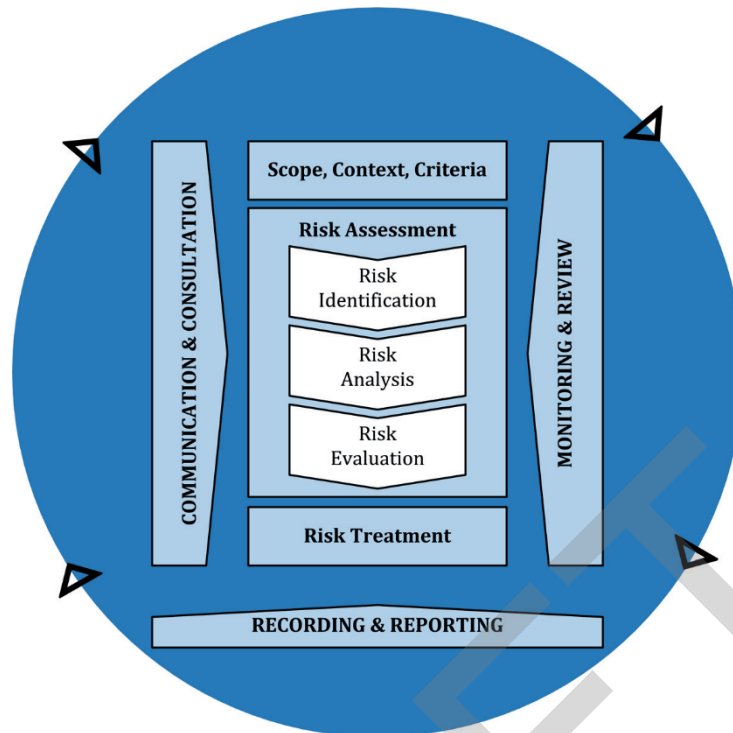 Scope, Context, Criteria
Risk Assessment
Risk
Identification
Risk
Analysis
Risk
Evaluation
Risk Treatment
COMMUNICATION & CONSULTATION
MONITORING & REVIEW
RECORDING & REPORTING